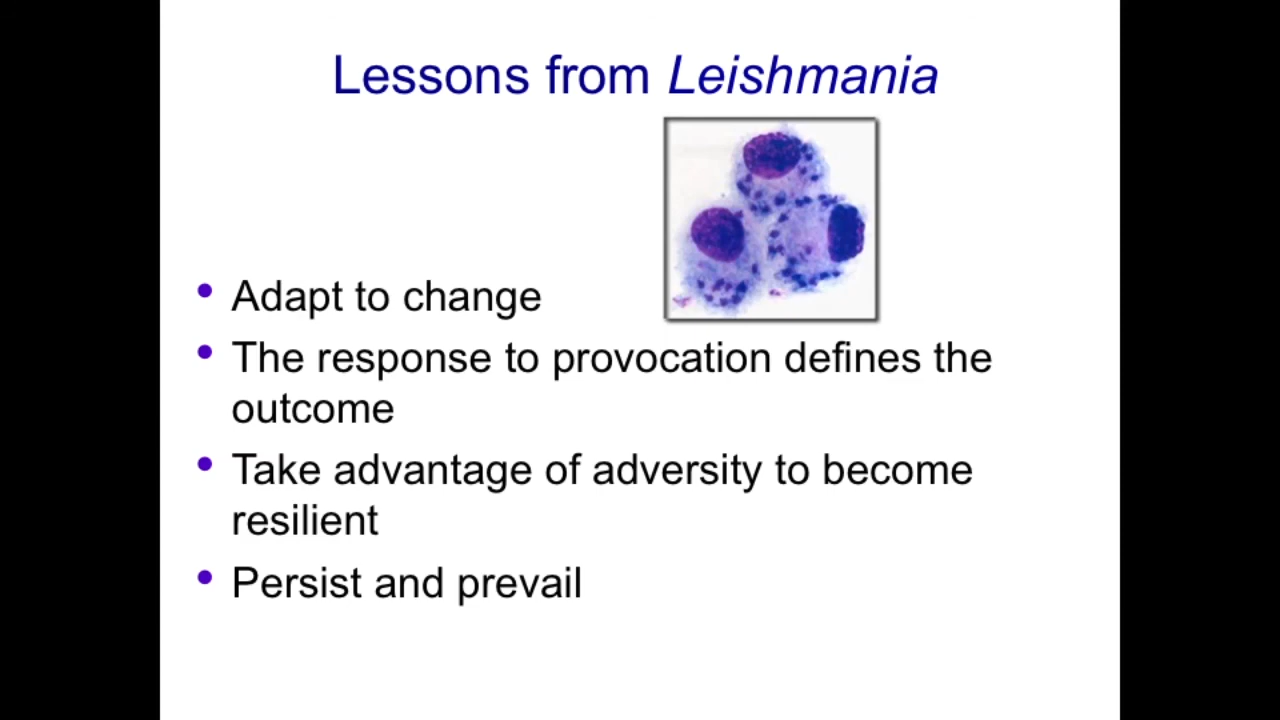 Lessons from Leishmania
• Adapt to change
• The response to provocation defines the
outcome
• Take advantage of adversity to become
resilient
• Persist and prevail